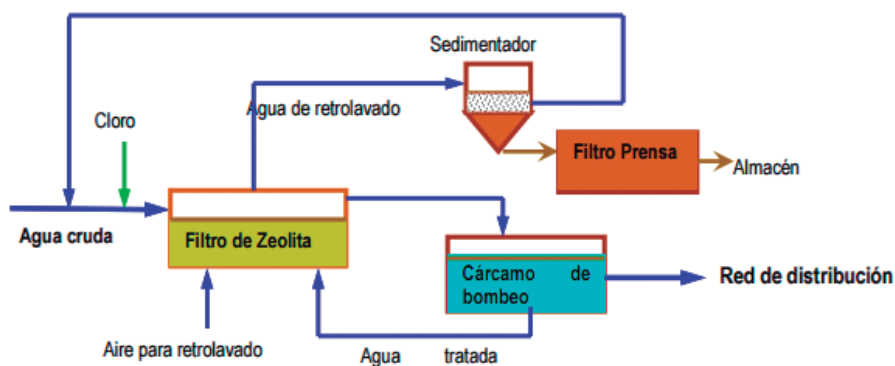 Sedimentador
Agua de retrolavado
Cloro
Filtro Prensa
Almacén
Agua cruda
Filtro de Zeolita
Cárcamo de
bombeo
Red de distribución
Aire para retrolavado
Agua tratada